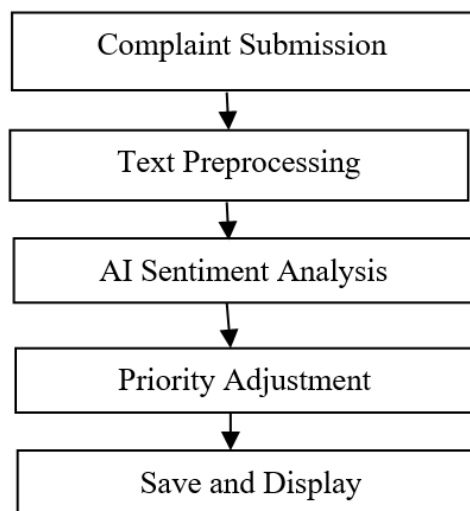 Complaint Submission
Text Preprocessing
AI Sentiment Analysis
Priority Adjustment
Save and Display